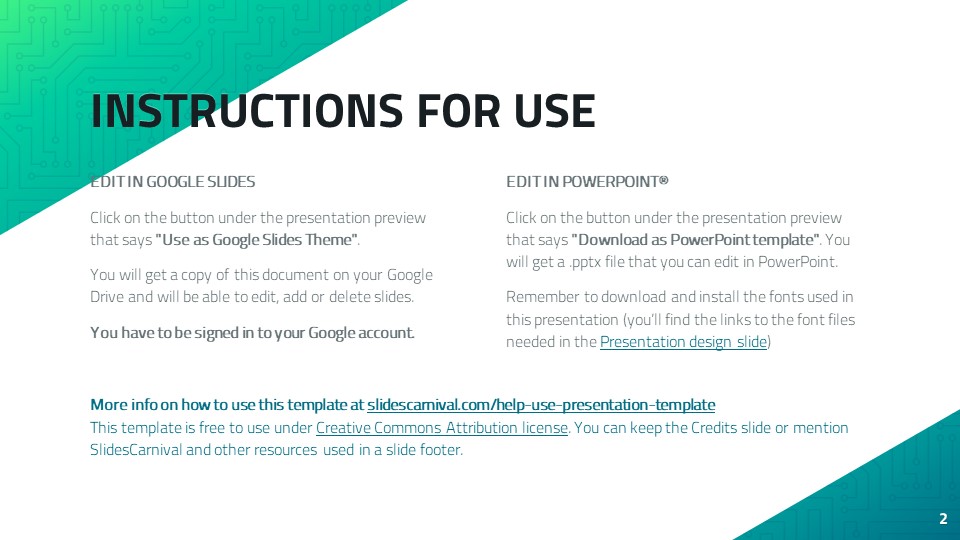 INSTRUCTIONS FOR USE
EDIT IN GOOGLE SLIDES
Click on the button under the presentation preview
that says "Use as Google Slides Theme".
You will get a copy of this document on your Google
Drive and will be able to edit, add or delete slides.
You have to be signed in to your Google account.
EDIT IN POWERPOINT®
Click on the button under the presentation preview
that says "Download as PowerPoint template". You
will get a .pptx file that you can edit in PowerPoint.
Remember to download and install the fonts used in
this presentation (you'll find the links to the font files
needed in the Presentation design slide)
More info on how to use this template at slidescarnival.com/help-use-presentation-template
This template is free to use under Creative Commons Attribution license. You can keep the Credits slide or mention
SlidesCarnival and other resources used in a slide footer.
2